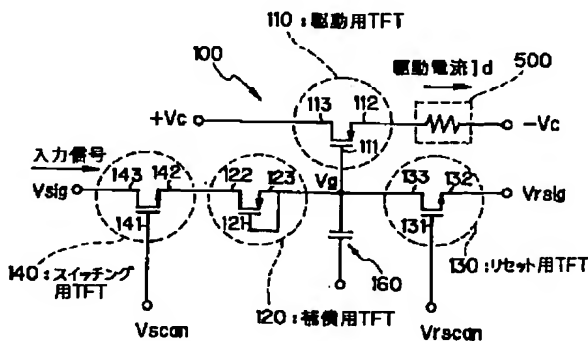 110:駆動用TFT
100
駆動電流Id
500
+Vc
113
112
111
-Vc
入力信号
Vsig
143
142
141
122
123
121
Vg
133
132
131
Vrsig
140:スイッチング
用TFT
160
130:リセット用TFT
Vscan
120:補償用TFT
Vrscan